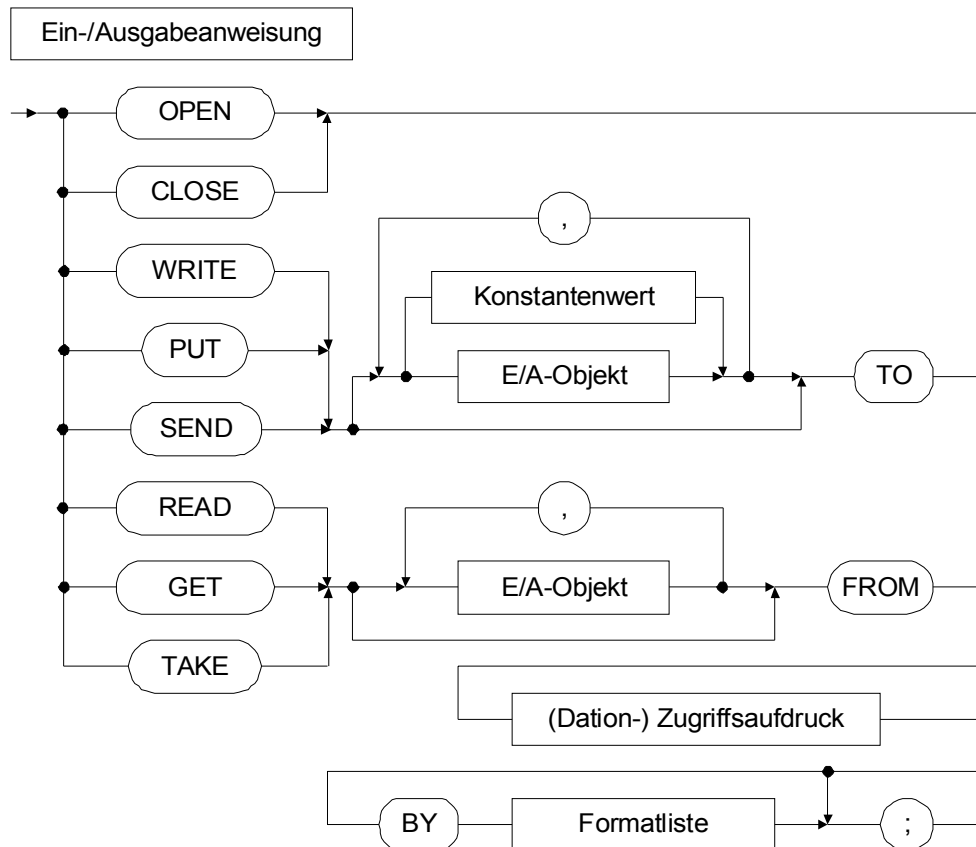 Ein-/Ausgabeanweisung
OPEN
CLOSE
,
WRITE
Konstantenwert
PUT
E/A-Objekt
TO
SEND
READ
,
GET
E/A-Objekt
FROM
TAKE
(Dation-) Zugriffsaufdruck
BY
Formatliste
;